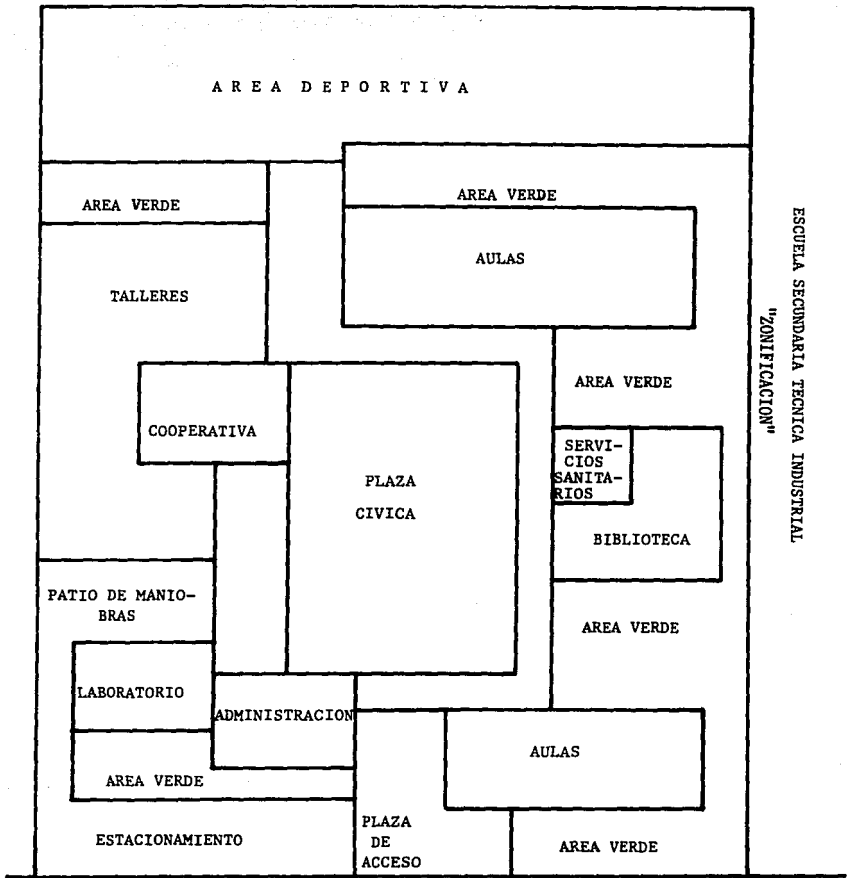 AREA DEPORTIVA
AREA VERDE
AREA VERDE
AULAS
TALLERES
AREA VERDE
COOPERATIVA
SERVI-
CIOS
SANITA-
RIOS
PLAZA
CIVICA
BIBLIOTECA
PATIO DE MANIO-
BRAS
AREA VERDE
LABORATORIO
ADMINISTRACION
AULAS
AREA VERDE
PLAZA
DE
ACCESO
ESTACIONAMIENTO
AREA VERDE
ESCUELA SECUNDARIA TECNICA INDUSTRIAL
"ZONIFICACION"